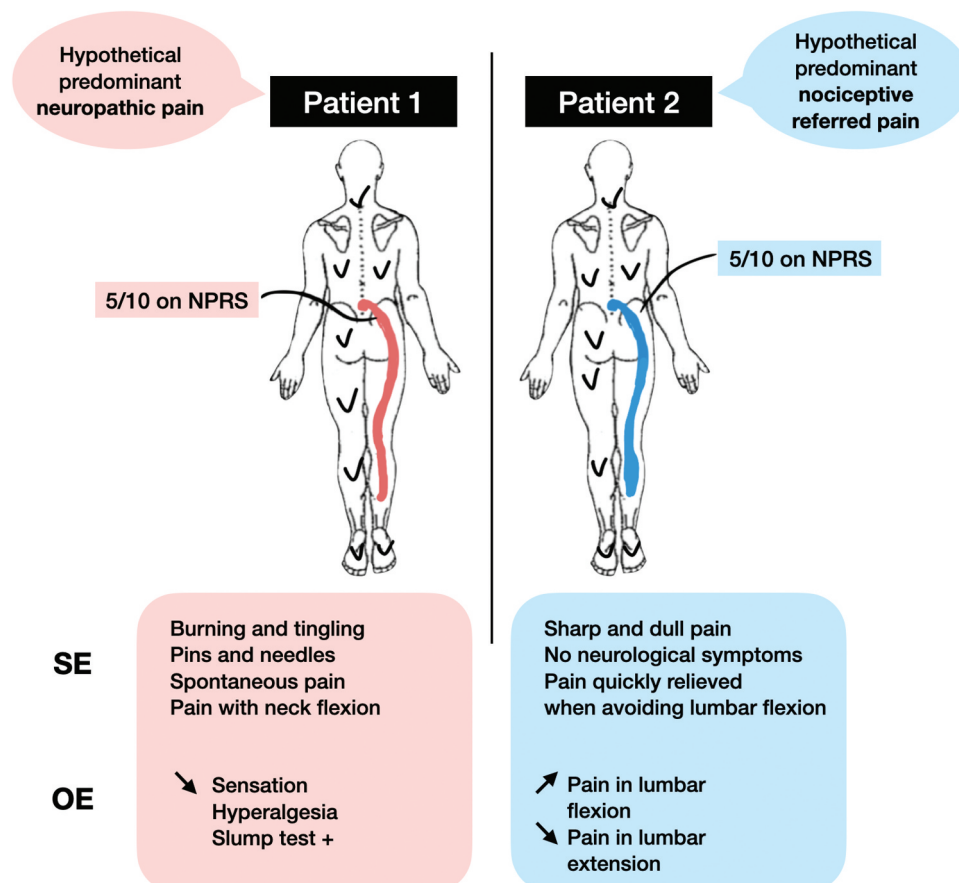 Hypothetical
predominant
neuropathic pain
Patient 1
Patient 2
Hypothetical
predominant
nociceptive
referred pain
5/10 on NPRS
5/10 on NPRS
SE
Burning and tingling
Pins and needles
Spontaneous pain
Pain with neck flexion
Sharp and dull pain
No neurological symptoms
Pain quickly relieved
when avoiding lumbar flexion
OE
↘ Sensation
Hyperalgesia
Slump test +
↗ Pain in lumbar
flexion
↘ Pain in lumbar
extension